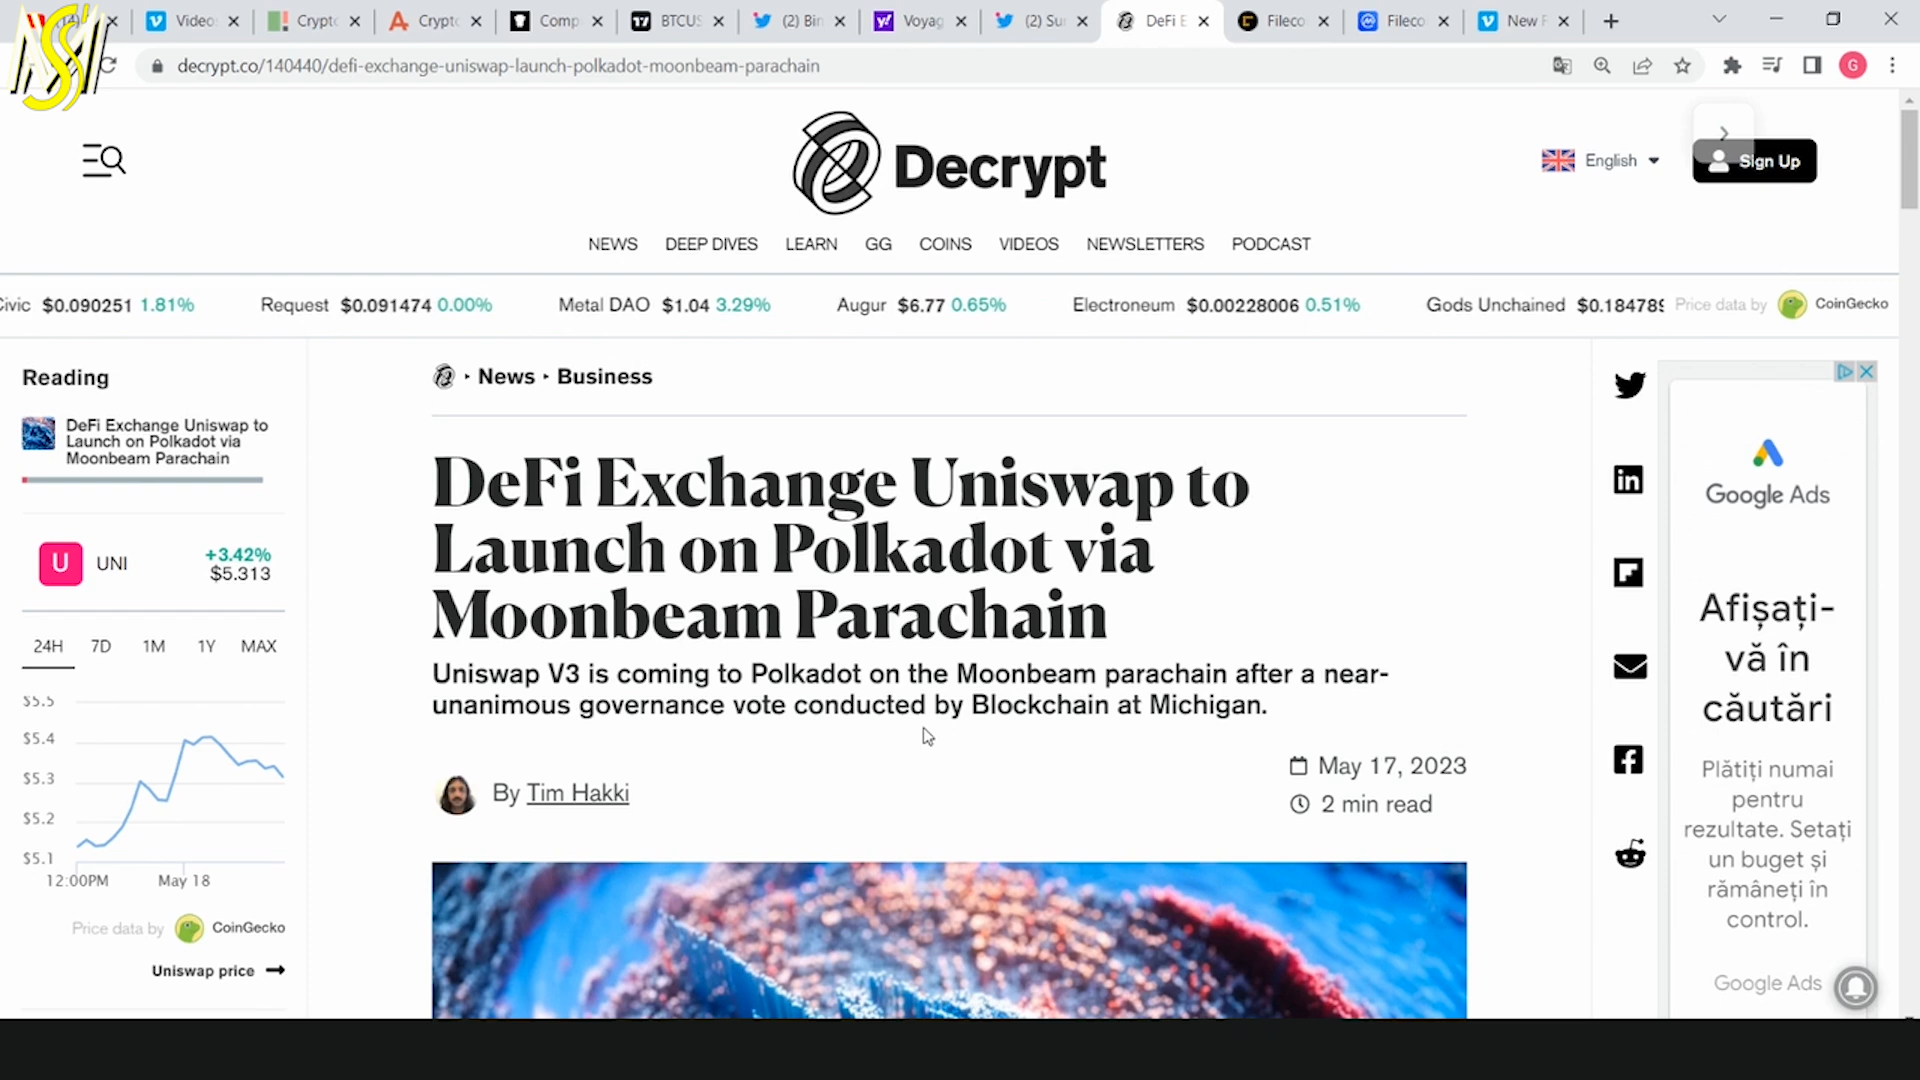 (14)
Video
Crypto
Crypto
Comp
BTCUS
(2) Bin
Voyag
(2) Sur
DeFi E
Fileco
Fileco
New F
decrypt.co/140440/defi-exchange-uniswap-launch-polkadot-moonbeam-parachain
G
Decrypt
English
Sign Up
NEWS DEEP DIVES LEARN GG COINS VIDEOS NEWSLETTERS PODCAST
Civic $0.090251 1.81% Request $0.091474 0.00% Metal DAO $1.04 3.29% Augur $6.77 0.65% Electroneum $0.00228006 0.51% Gods Unchained $0.184789 Price data by CoinGecko
Reading
DeFi Exchange Uniswap to
Launch on Polkadot via
Moonbeam Parachain
U UNI +3.42%
$5.313
24H 7D 1M 1Y MAX
$5.5
$5.4
$5.3
$5.2
$5.1
12:00PM May 18
Price data by CoinGecko
Uniswap price
News Business
DeFi Exchange Uniswap to
Launch on Polkadot via
Moonbeam Parachain
Uniswap V3 is coming to Polkadot on the Moonbeam parachain after a near-
unanimous governance vote conducted by Blockchain at Michigan.
By Tim Hakki
May 17, 2023
2 min read
Google Ads
Afișați-
vă în
căutări
Plătiți numai
pentru
rezultate. Setați
un buget și
rămâneți în
control.
Google Ads